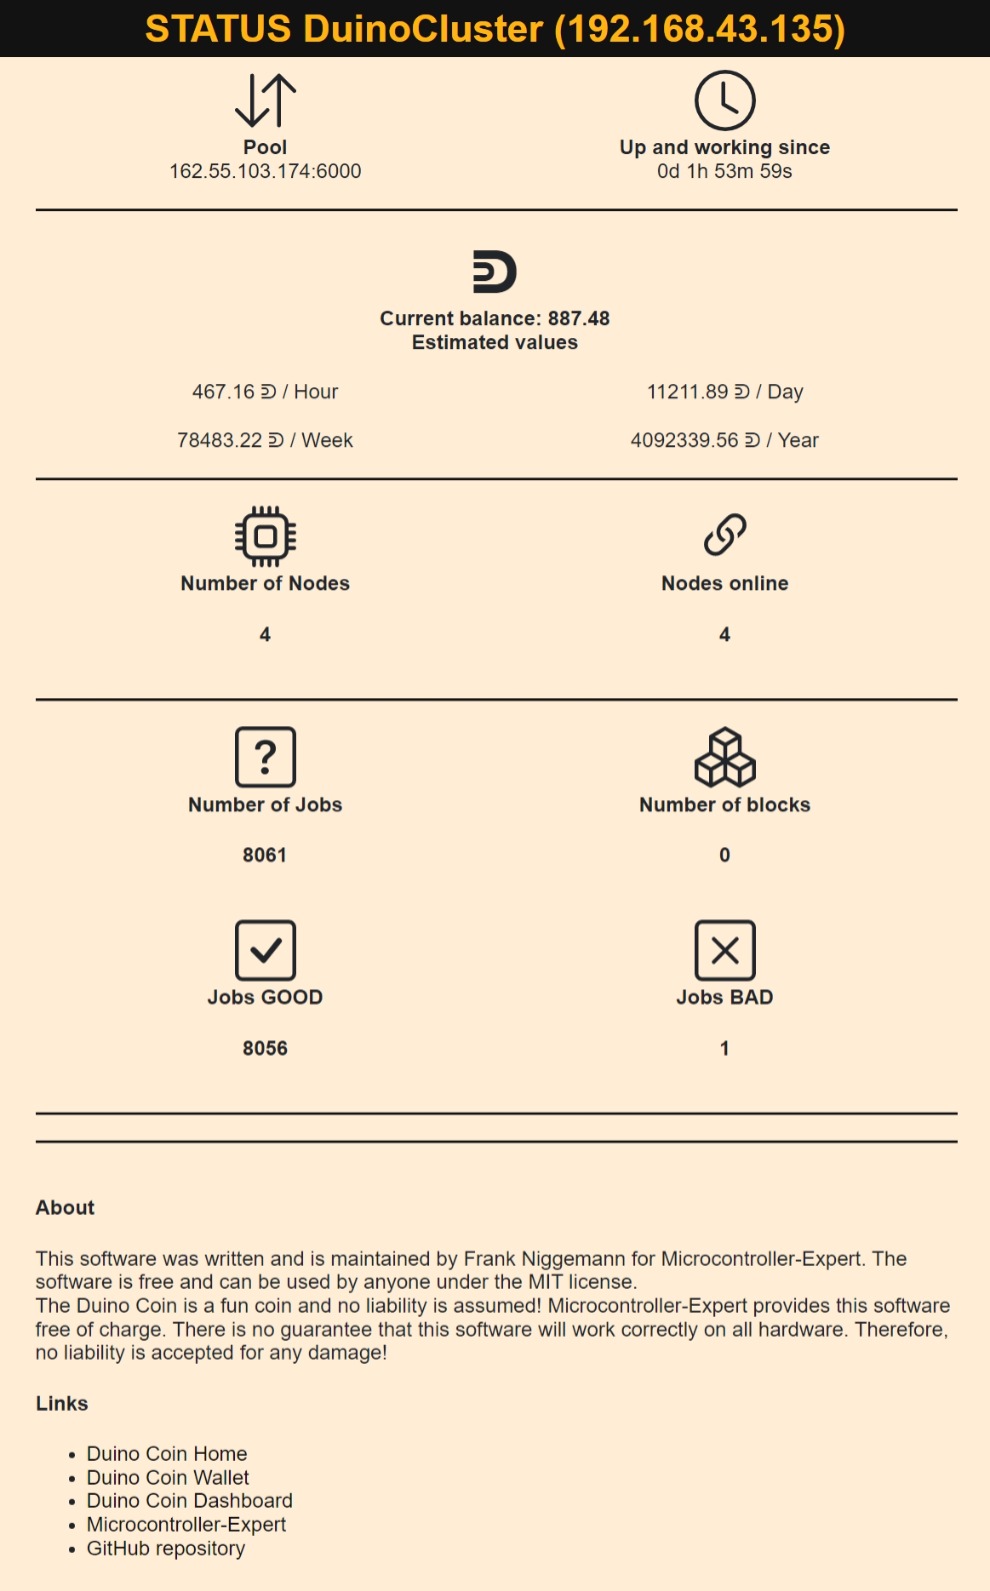 STATUS DuinoCluster (192.168.43.135)
Pool
162.55.103.174:6000
Up and working since
0d 1h 53m 59s
Current balance: 887.48
Estimated values
467.16 ᕲ / Hour
11211.89 ᕲ / Day
78483.22 ᕲ / Week
4092339.56 ᕲ / Year
Number of Nodes
4
Nodes online
4
?
Number of Jobs
8061
Number of blocks
0
Jobs GOOD
8056
Jobs BAD
1
About
This software was written and is maintained by Frank Niggemann for Microcontroller-Expert. The
software is free and can be used by anyone under the MIT license.
The Duino Coin is a fun coin and no liability is assumed! Microcontroller-Expert provides this software
free of charge. There is no guarantee that this software will work correctly on all hardware. Therefore,
no liability is accepted for any damage!
Links
• Duino Coin Home
• Duino Coin Wallet
• Duino Coin Dashboard
• Microcontroller-Expert
• GitHub repository